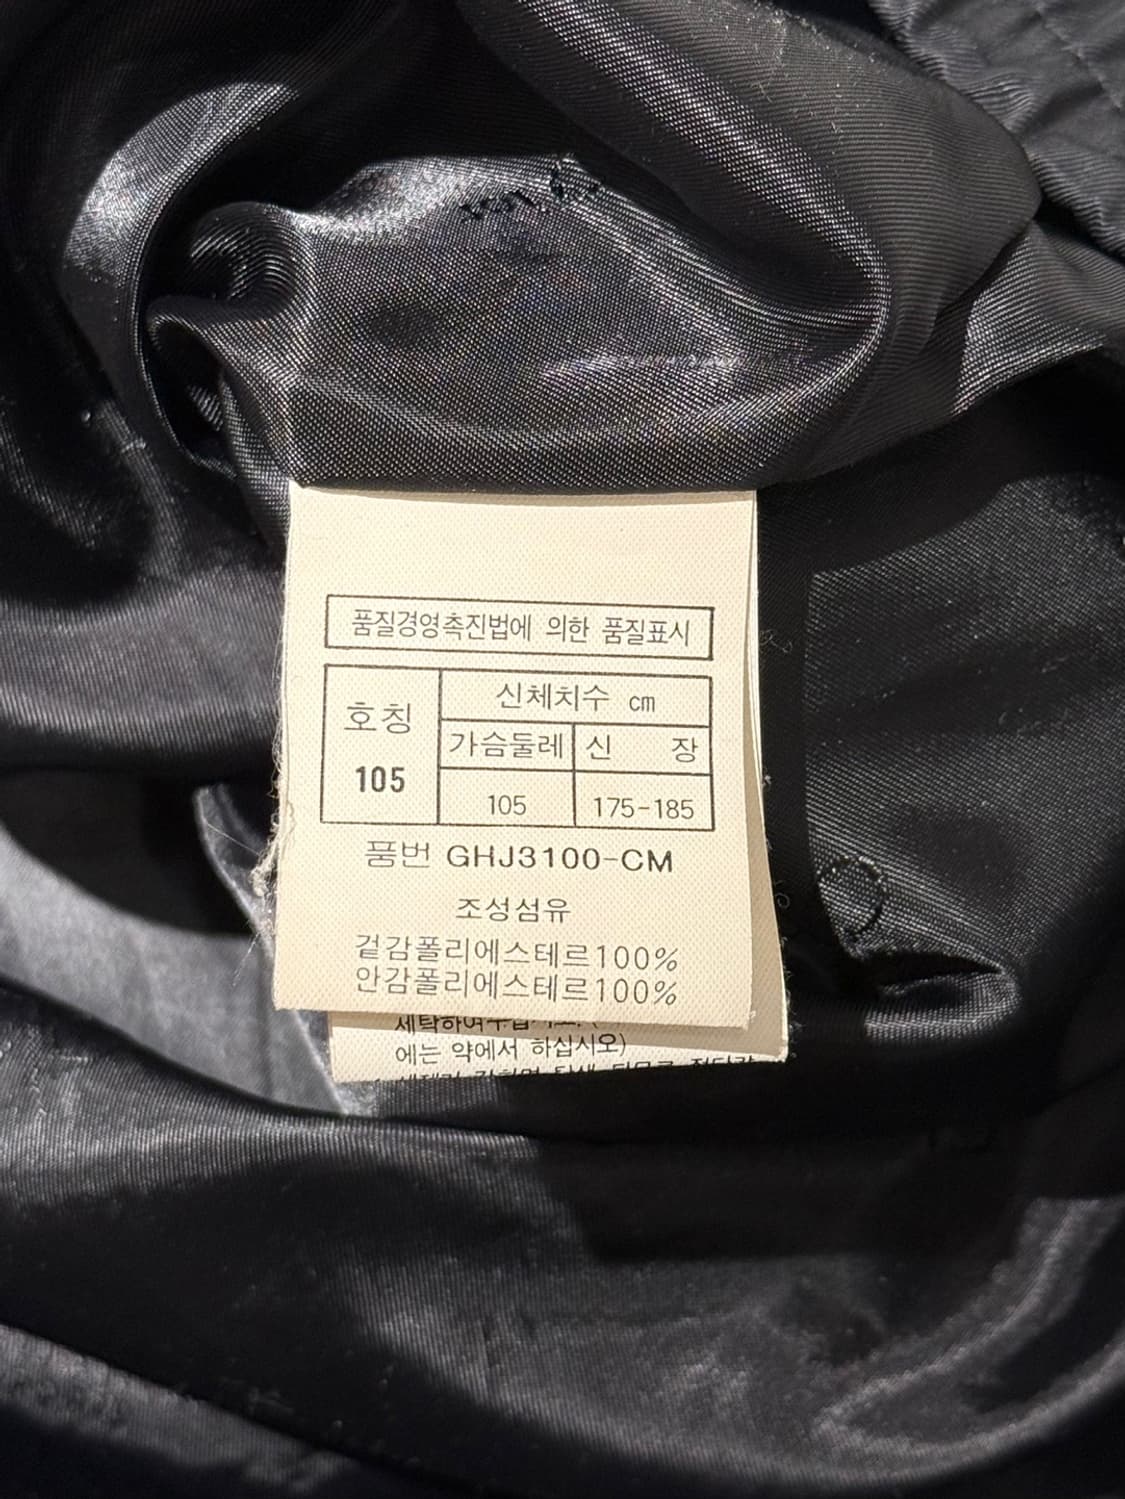 품질경영촉진법에 의한 품질표시
호칭
105
신체치수 cm
가슴둘레 신 장
105 175-185
품번 GHJ3100-CM
조성섬유
겉감폴리에스테르100%
안감폴리에스테르100%
에는 약에서 하십시오)